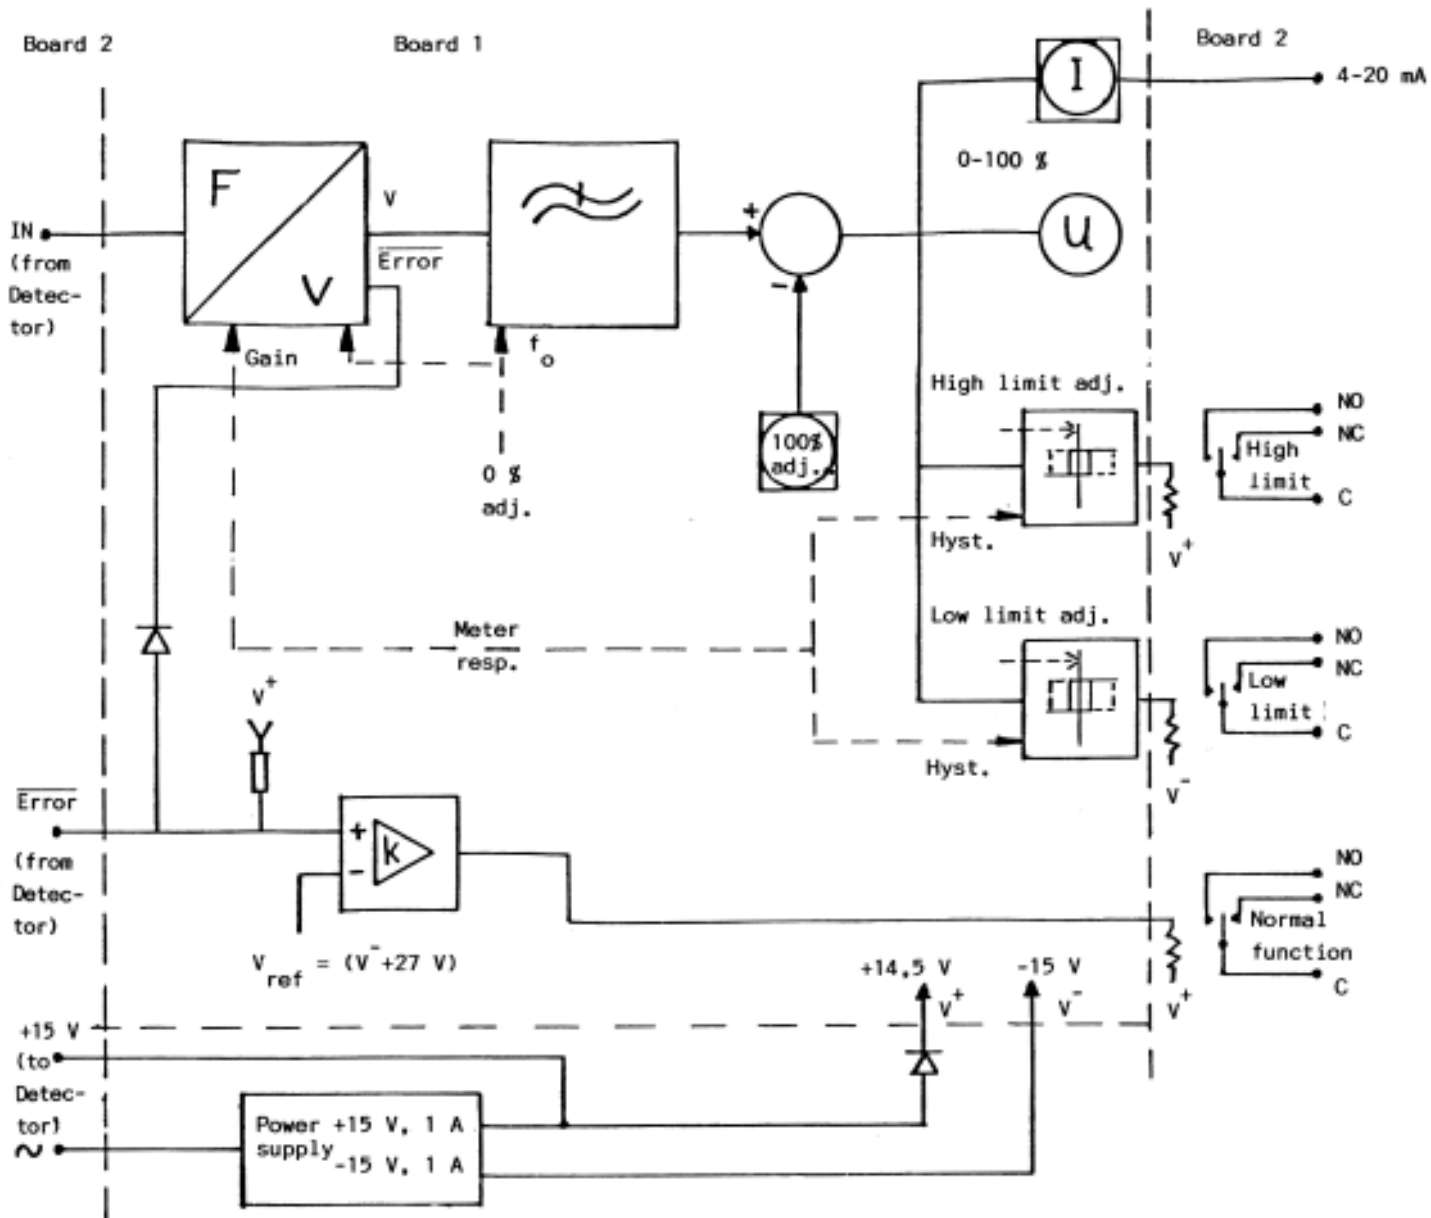 Board 2
Board 1
Board 2
I
4-20 mA
0-100 %
F
V
V
Error
IN
(from
Detec-
tor)
Gain
f o
0 %
adj.
+
-
U
100%
adj.
High limit adj.
Hyst.
V+
NO
NC
High
limit
C
Meter
resp.
Low limit adj.
Hyst.
V-
NO
NC
Low
limit
C
V+
Error
(from
Detec-
tor)
+
-
k
Vref = (V-+27 V)
NO
NC
Normal
function
C
V+
+14.5 V
V+
-15 V
V-
+15 V
(to
Detec-
tor)
~
Power +15 V, 1 A
supply
-15 V, 1 A